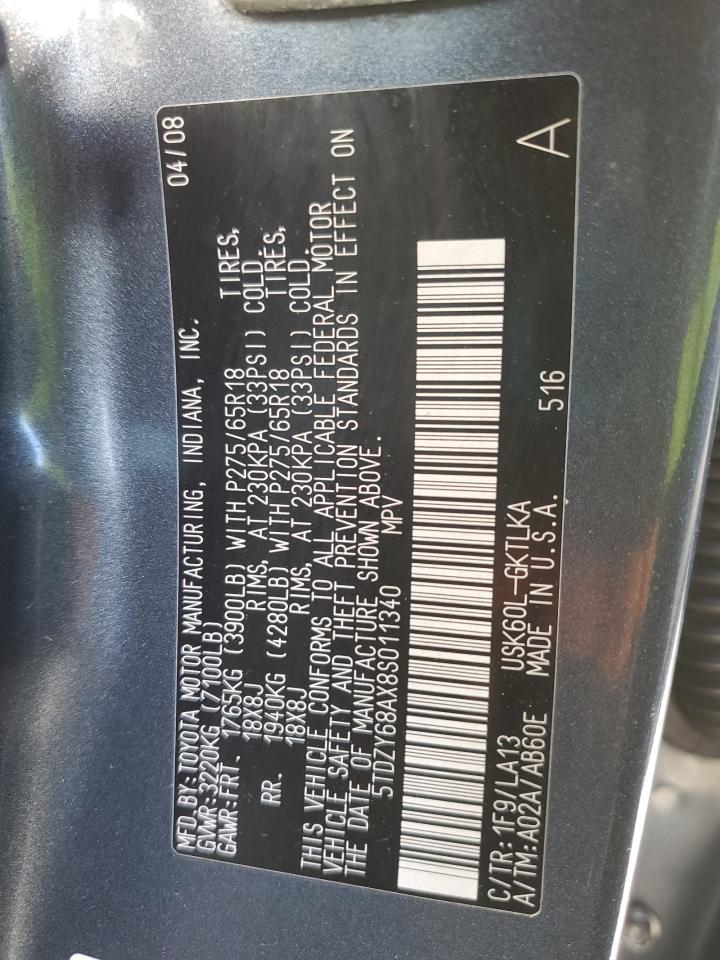 MFD.BY:TOYOTA MOTOR MANUFACTURING, INDIANA, INC. 04/08
GVWR:3220KG (7100LB)
GAWR:FRT. 1765KG (3900LB) WITH P275/65R18 TIRES,
18X8J RIMS, AT 230KPA (33PSI) COLD.
RR. 1940KG (4280LB) WITH P275/65R18 TIRES,
18X8J RIMS, AT 230KPA (33PSI) COLD.
THIS VEHICLE CONFORMS TO ALL APPLICABLE FEDERAL MOTOR
VEHICLE SAFETY AND THEFT PREVENTION STANDARDS IN EFFECT ON
THE DATE OF MANUFACTURE SHOWN ABOVE.
5TDZY68AX8S011340 MPV
C/TR: 1F9/LA13 USK60L-GKTLKA
A/TM:A02A/AB60E MADE IN U.S.A. 516
A